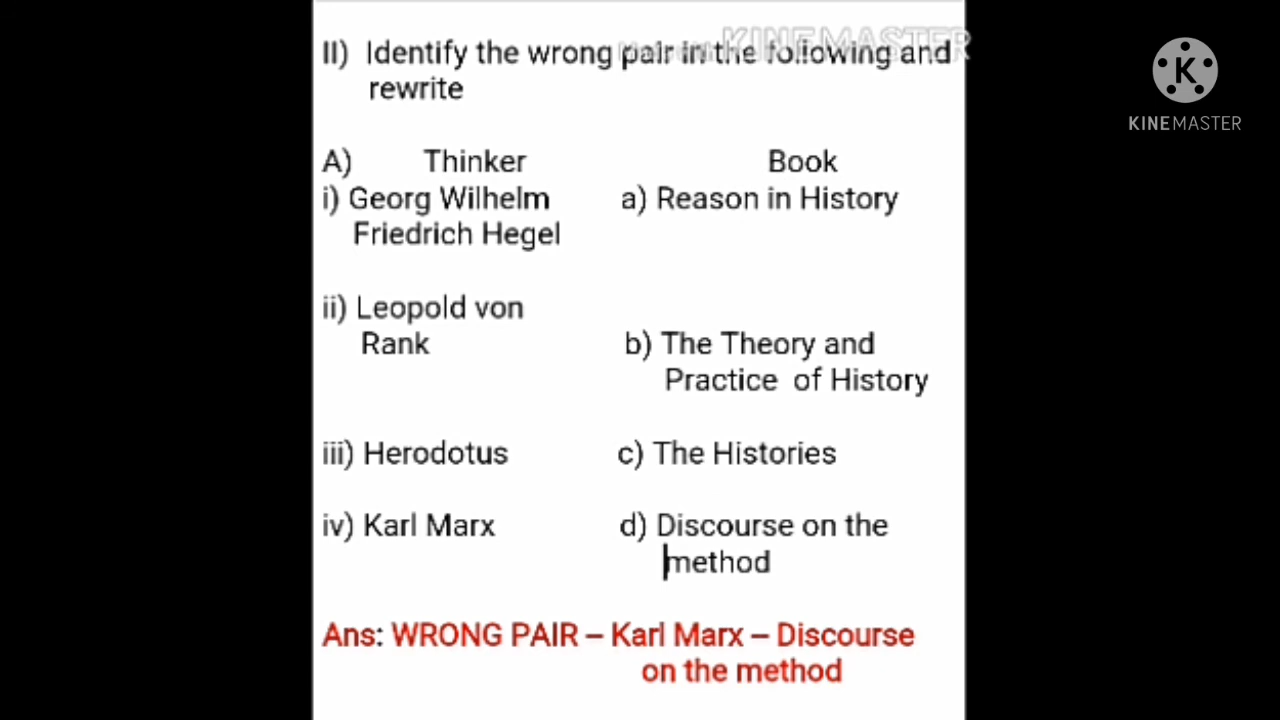 II) Identify the wrong pair in the following and
rewrite
A) Thinker Book
i) Georg Wilhelm a) Reason in History
Friedrich Hegel
ii) Leopold von
Rank b) The Theory and
Practice of History
iii) Herodotus c) The Histories
iv) Karl Marx d) Discourse on the
method
Ans: WRONG PAIR – Karl Marx – Discourse
on the method
KINEMASTER
KINEMASTER